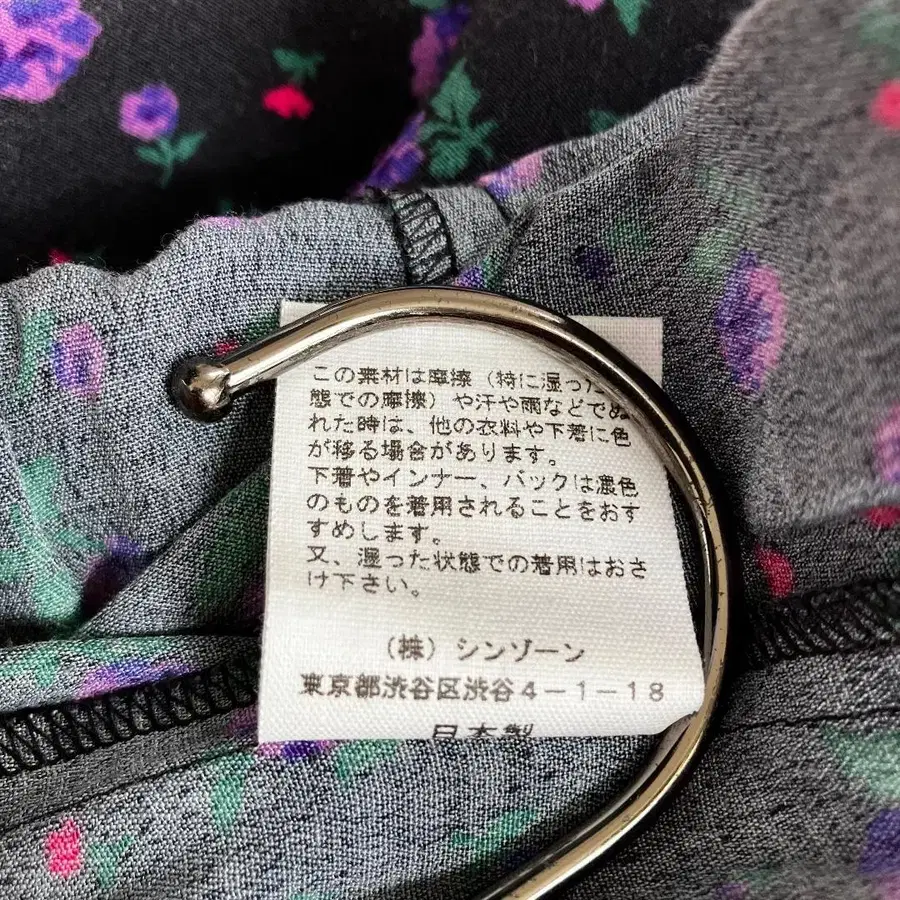 この素材は摩擦（特に湿った
態での摩擦）や汗や雨などでぬ
れた時は、他の衣料や下着に色
が移る場合があります。
下着やインナー、バックは濃色
のものを着用されることをおす
すめします。
又、湿った状態での着用はおさ
け下さい。
（株）シンゾーン
東京都渋谷区渋谷４−１−１８
日本製